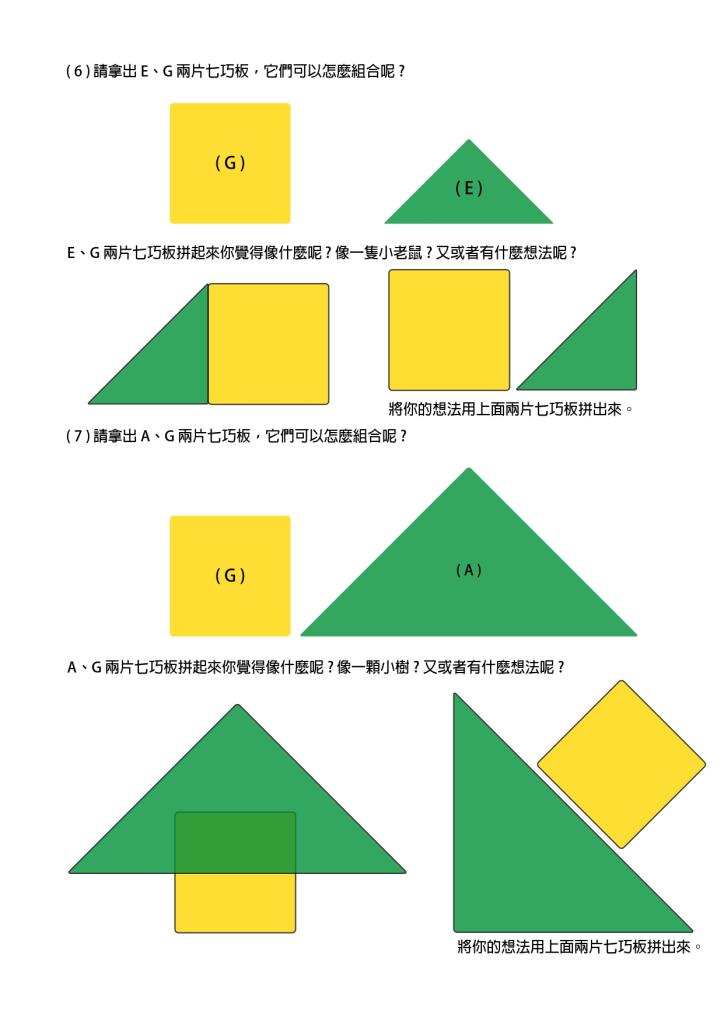 ( 6 ) 請拿出 E、G 兩片七巧板，它們可以怎麼組合呢 ?
( G )
( E )
E、G 兩片七巧板拼起來你覺得像什麼呢 ? 像一隻小老鼠 ? 又或者有什麼想法呢 ?
將你的想法用上面兩片七巧板拼出來。
( 7 ) 請拿出 A、G 兩片七巧板，它們可以怎麼組合呢 ?
( G )
( A )
A、G 兩片七巧板拼起來你覺得像什麼呢 ? 像一顆小樹 ? 又或者有什麼想法呢 ?
將你的想法用上面兩片七巧板拼出來。